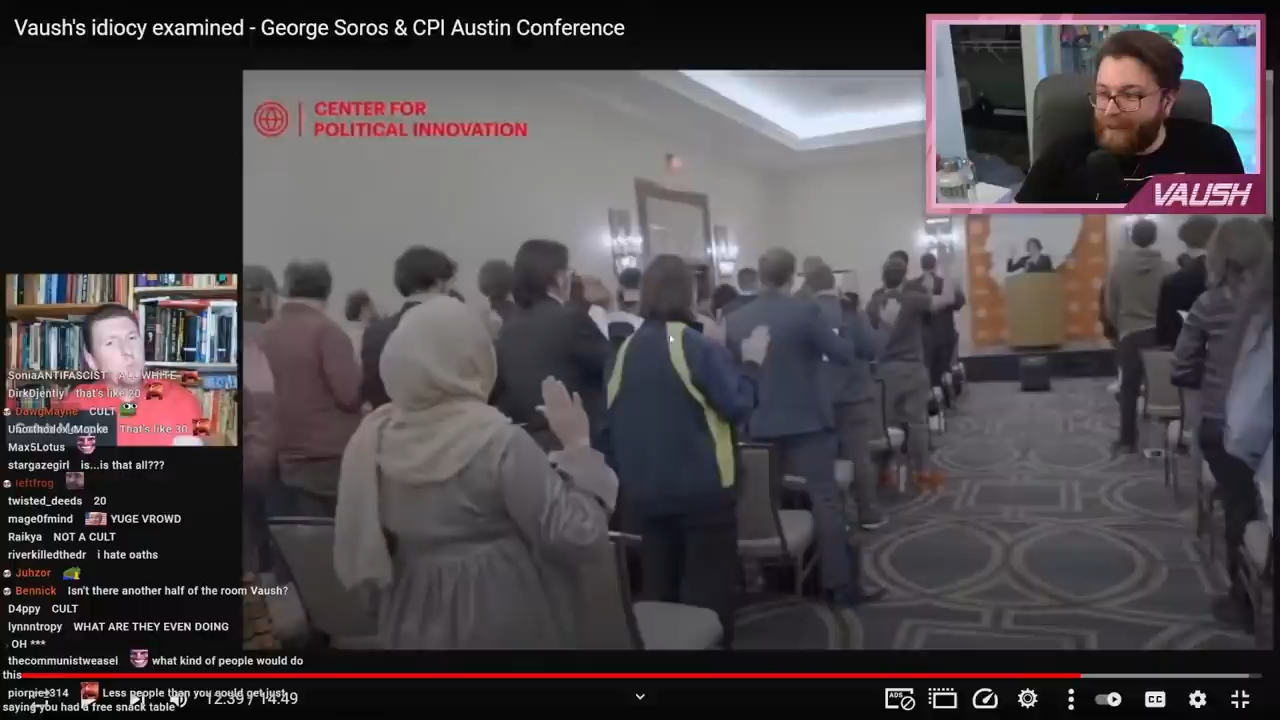 Vaush's idiocy examined - George Soros & CPI Austin Conference
CENTER FOR
POLITICAL INNOVATION
VAUSH
SoniaANTIFASCIST ALL WHITE
DirkDjently that's like 20
DawgMayne CULT
UnorthodoxMonke That's like 30
Max5Lotus
stargazegirl is...is that all???
leftfrog
twisted_deeds 20
mage0fmind YUGE VROWD
Raikya NOT A CULT
riverkilledthedr i hate oaths
Juhzor
Bennick Isn't there another half of the room Vaush?
D4ppy CULT
lynnntropy WHAT ARE THEY EVEN DOING
OH ***
thecommunistweasel what kind of people would do
this
piorpie1314 Less people than you could get just
saying you had a free snack table
12:39 / 14:49
ADS
CC